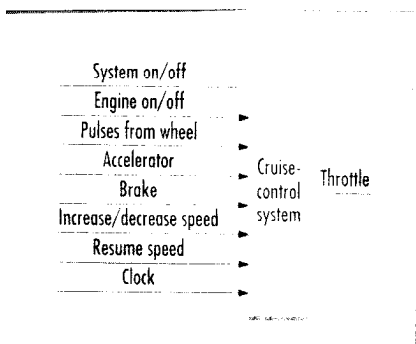 System on/off
Engine on/off
Pulses from wheel
Accelerator
Brake
Increase/decrease speed
Resume speed
Clock
Cruise-
control
system
Throttle